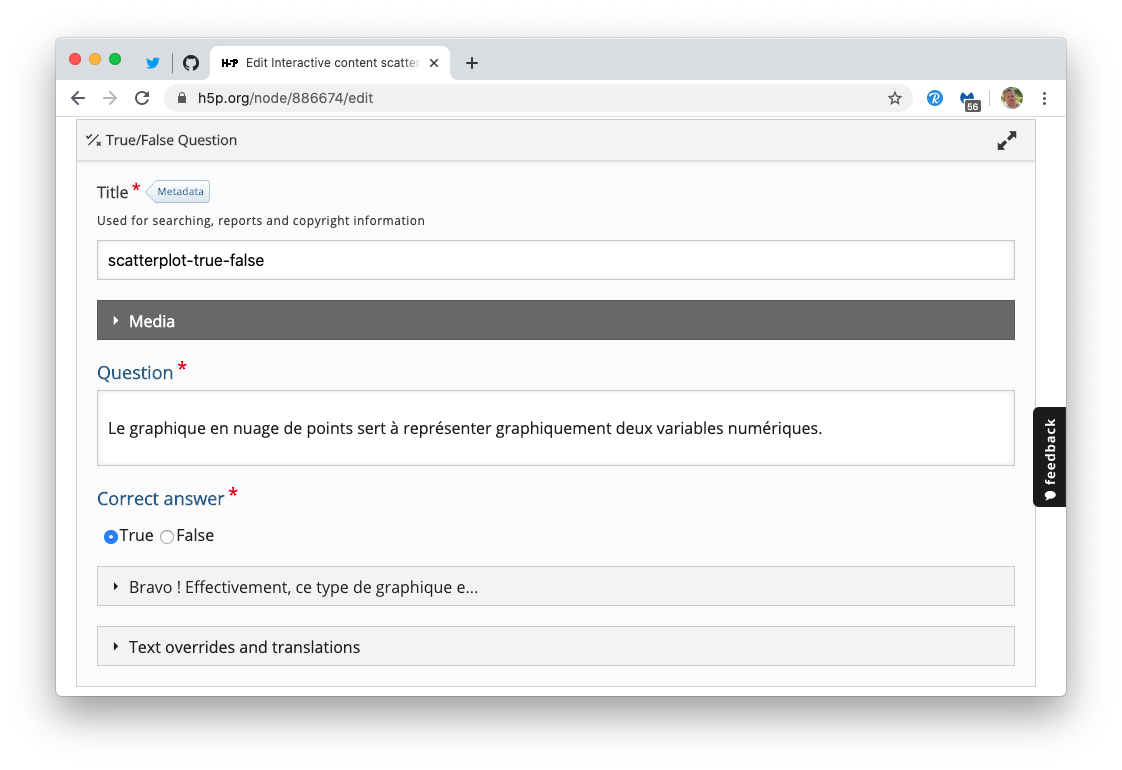 H-P Edit Interactive content scatter
h5p.org/node/886674/edit
56
True/False Question
Title * Metadata
Used for searching, reports and copyright information
scatterplot-true-false
Media
Question *
Le graphique en nuage de points sert à représenter graphiquement deux variables numériques.
feedback
Correct answer *
True False
Bravo ! Effectivement, ce type de graphique e...
Text overrides and translations